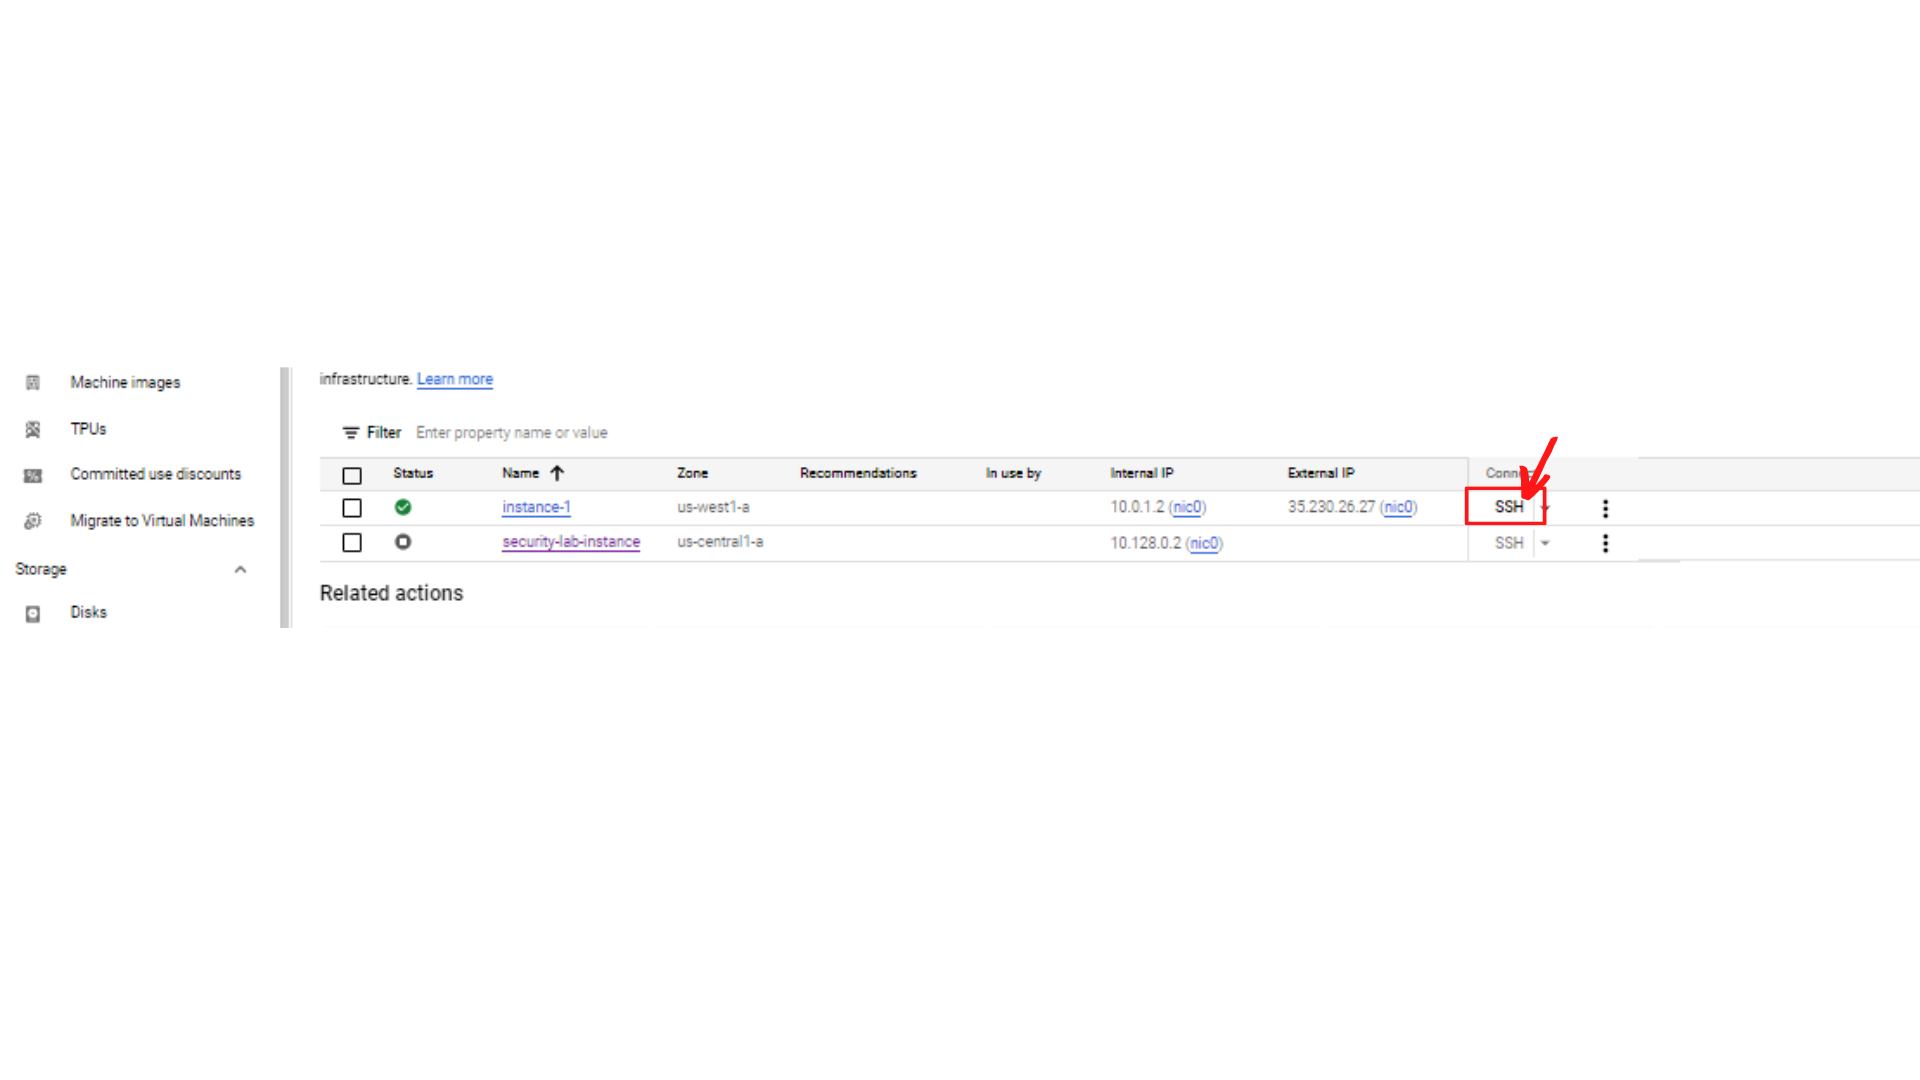 Machine images
TPUs
Committed use discounts
Migrate to Virtual Machines
Storage
Disks
infrastructure. Learn more
Filter Enter property name or value
Status Name Zone Recommendations In use by Internal IP External IP
instance-1 us-west1-a 10.0.1.2 (nic0) 35.230.26.27 (nic0) SSH
security-lab-instance us-central1-a 10.128.0.2 (nic0) SSH
Related actions